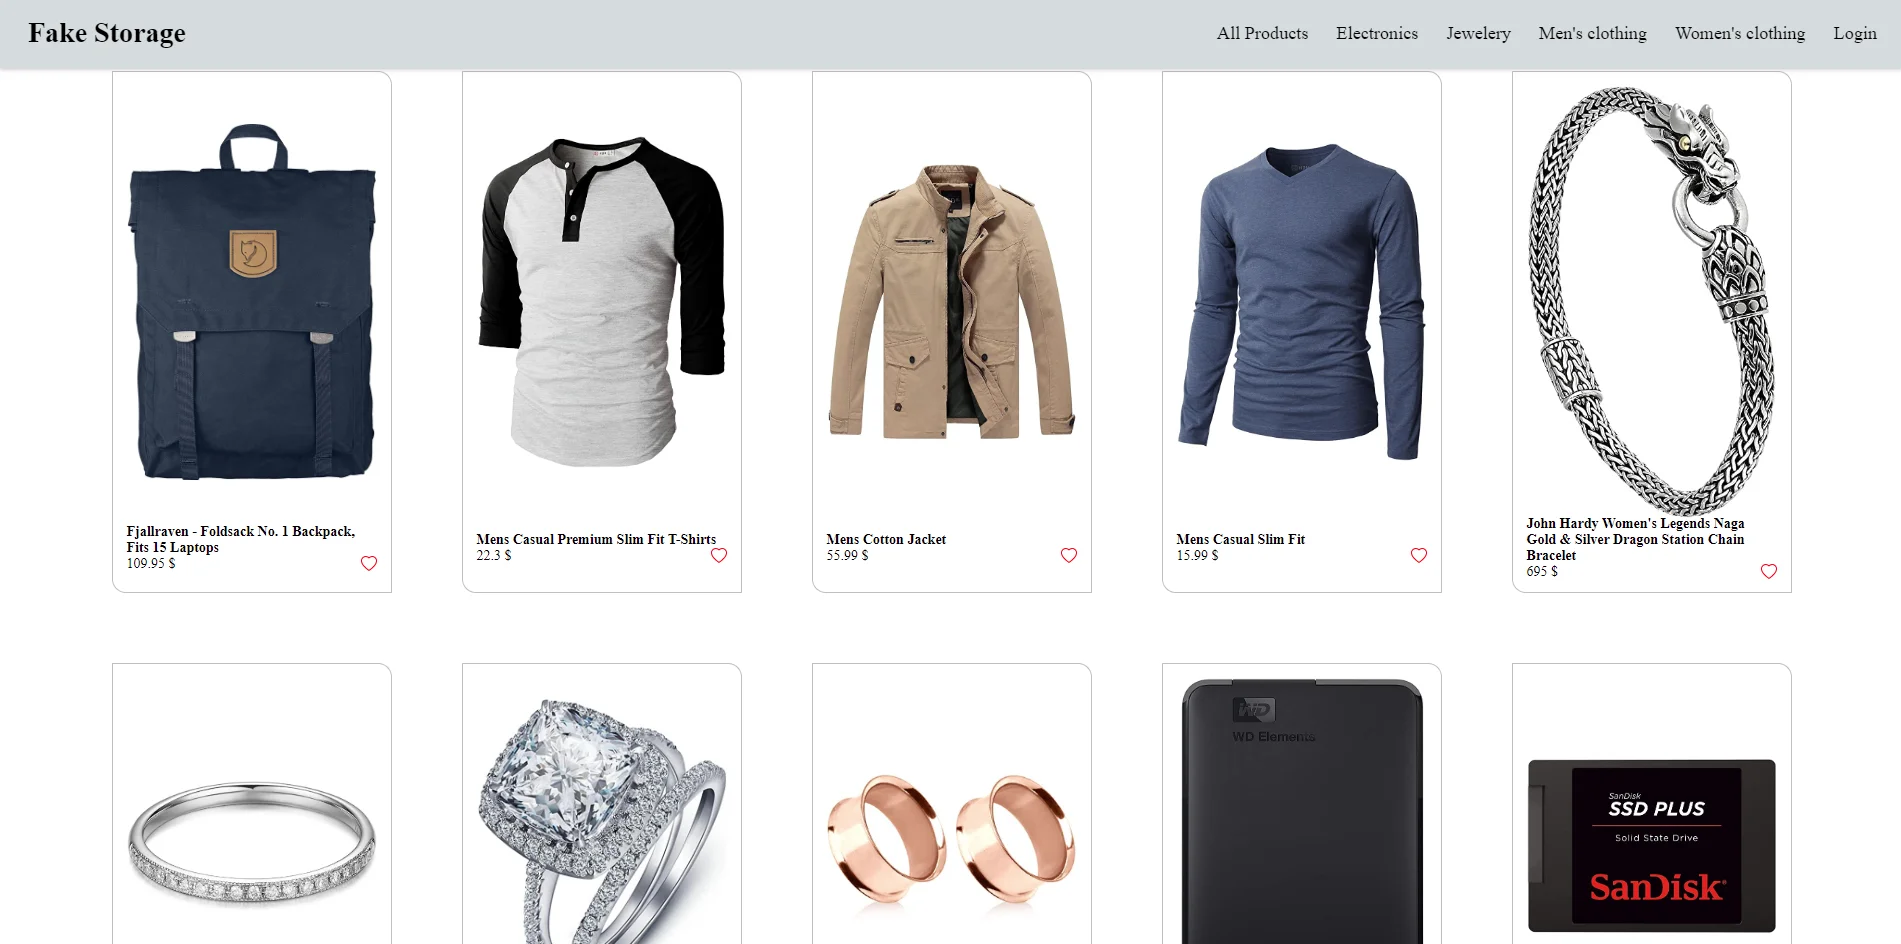 Fake Storage
All Products Electronics Jewelery Men's clothing Women's clothing Login
Fjallraven - Foldsack No. 1 Backpack,
Fits 15 Laptops
109.95 $
Mens Casual Premium Slim Fit T-Shirts
22.3 $
Mens Cotton Jacket
55.99 $
Mens Casual Slim Fit
15.99 $
John Hardy Women's Legends Naga
Gold & Silver Dragon Station Chain
Bracelet
695 $
WD
WD Elements
SanDisk
SSD PLUS
Solid State Drive
SanDisk®